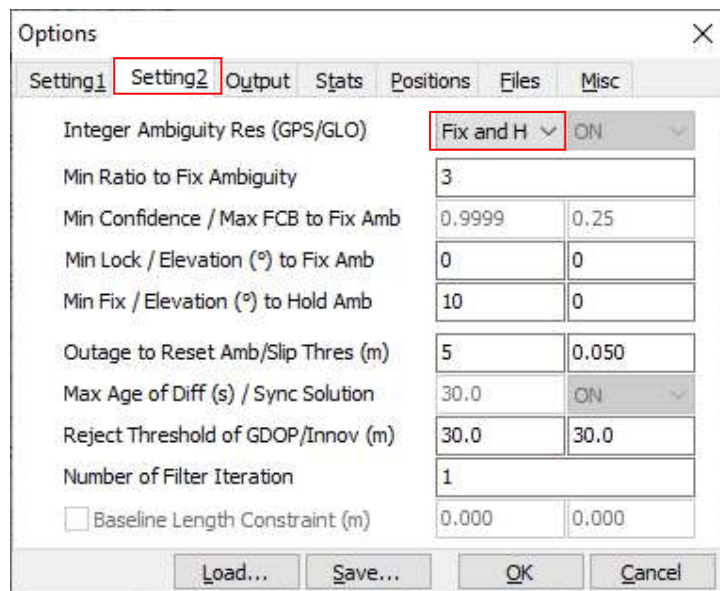 Options
Setting1 Setting2 Output Stats Positions Files Misc
Integer Ambiguity Res (GPS/GLO) Fix and H ON
Min Ratio to Fix Ambiguity 3
Min Confidence / Max FCB to Fix Amb 0.9999 0.25
Min Lock / Elevation (°) to Fix Amb 0 0
Min Fix / Elevation (°) to Hold Amb 10 0
Outage to Reset Amb/Slip Thres (m) 5 0.050
Max Age of Diff (s) / Sync Solution 30.0 ON
Reject Threshold of GDOP/Innov (m) 30.0 30.0
Number of Filter Iteration 1
Baseline Length Constraint (m) 0.000 0.000
Load... Save... OK Cancel